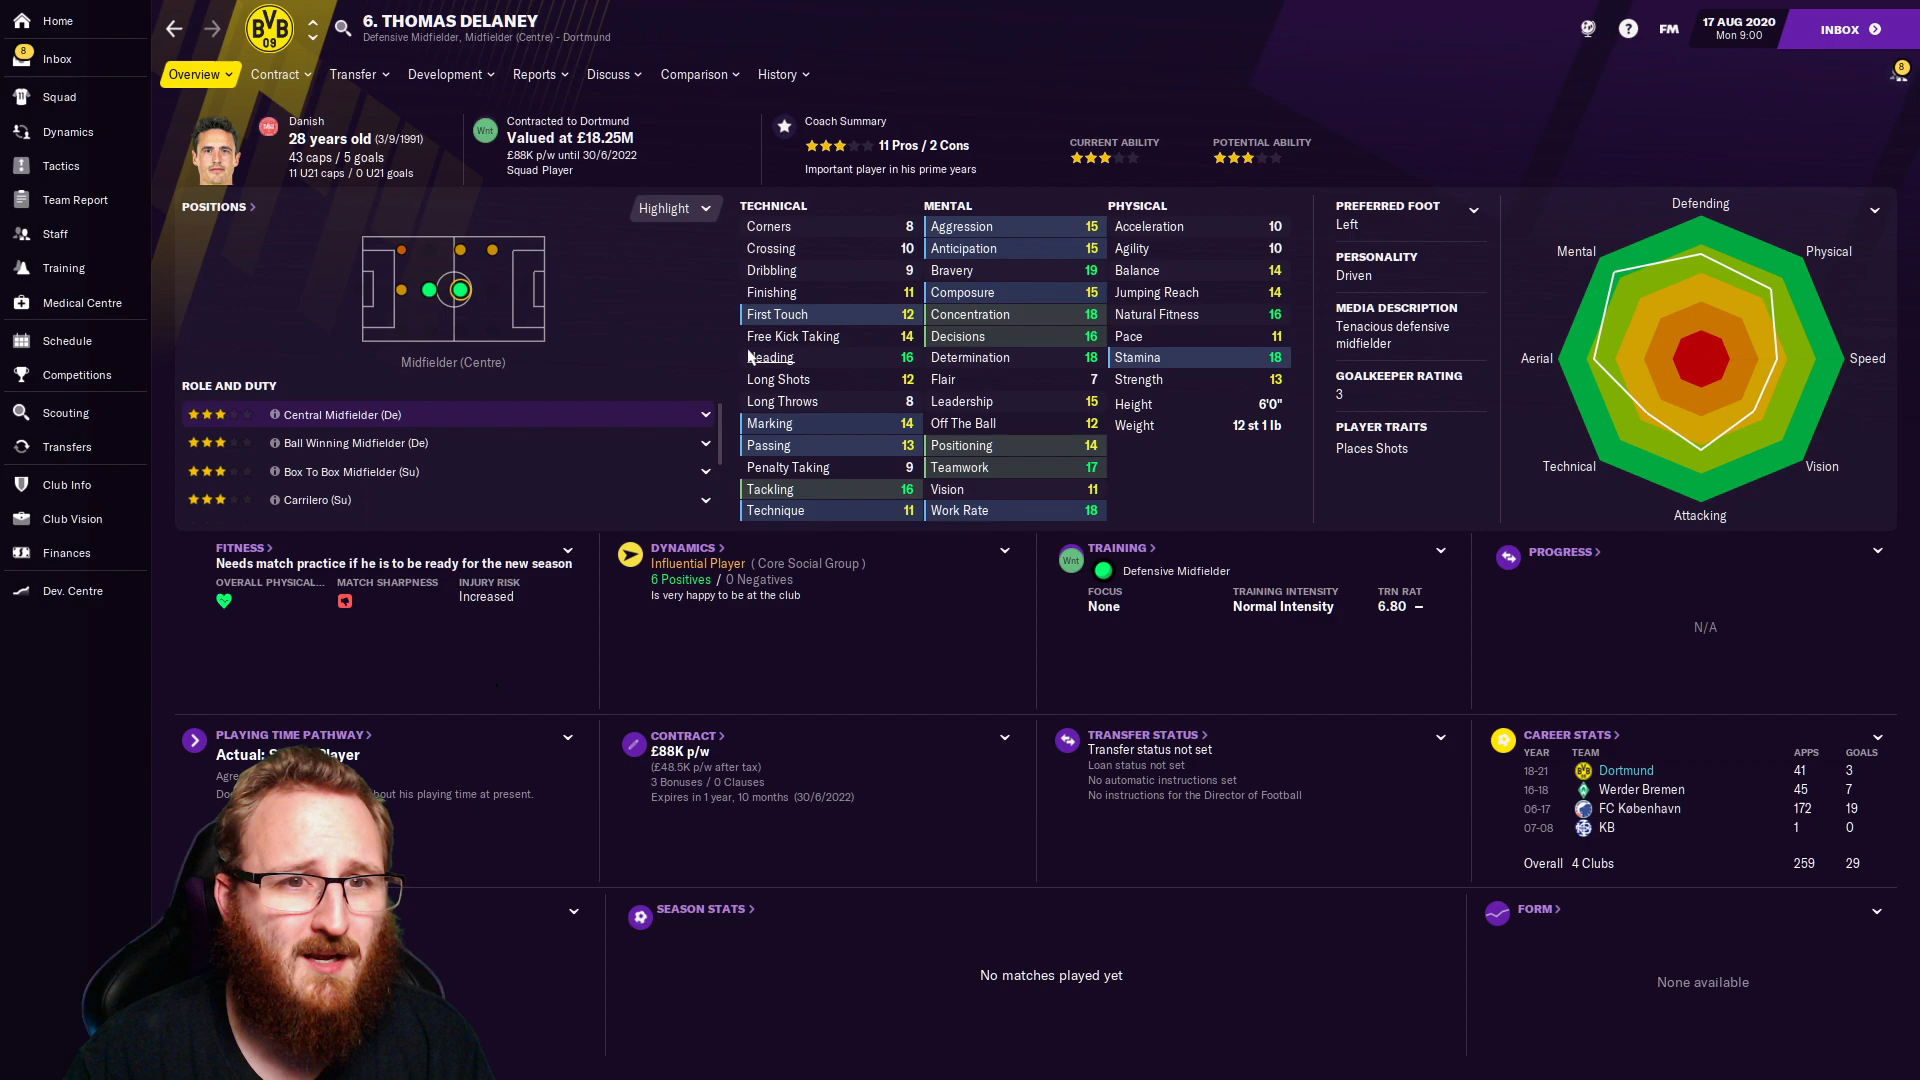 Home
8
Inbox
Squad
Dynamics
Tactics
Team Report
Staff
Training
Medical Centre
Schedule
Competitions
Scouting
Transfers
Club Info
Club Vision
Finances
Dev. Centre
BVB
09
6. THOMAS DELANEY
Defensive Midfielder, Midfielder (Centre) - Dortmund
?
FM
17 AUG 2020
Mon 9:00
INBOX
Overview
Contract
Transfer
Development
Reports
Discuss
Comparison
History
8
Danish
28 years old (3/9/1991)
43 caps / 5 goals
11 U21 caps / 0 U21 goals
Wnt
Contracted to Dortmund
Valued at £18.25M
£88K p/w until 30/6/2022
Squad Player
Coach Summary
11 Pros / 2 Cons
Important player in his prime years
CURRENT ABILITY
POTENTIAL ABILITY
POSITIONS
Highlight
Midfielder (Centre)
ROLE AND DUTY
Central Midfielder (De)
Ball Winning Midfielder (De)
Box To Box Midfielder (Su)
Carrilero (Su)
TECHNICAL
Corners 8
Crossing 10
Dribbling 9
Finishing 11
First Touch 12
Free Kick Taking 14
Heading 16
Long Shots 12
Long Throws 8
Marking 14
Passing 13
Penalty Taking 9
Tackling 16
Technique 11
MENTAL
Aggression 15
Anticipation 15
Bravery 19
Composure 15
Concentration 18
Decisions 16
Determination 18
Flair 7
Leadership 15
Off The Ball 12
Positioning 14
Teamwork 17
Vision 11
Work Rate 18
PHYSICAL
Acceleration 10
Agility 10
Balance 14
Jumping Reach 14
Natural Fitness 16
Pace 11
Stamina 18
Strength 13
Height 6'0"
Weight 12 st 1 lb
PREFERRED FOOT
Left
PERSONALITY
Driven
MEDIA DESCRIPTION
Tenacious defensive
midfielder
GOALKEEPER RATING
3
PLAYER TRAITS
Places Shots
Defending
Mental
Physical
Aerial
Speed
Technical
Vision
Attacking
FITNESS
Needs match practice if he is to be ready for the new season
OVERALL PHYSICAL...
MATCH SHARPNESS
INJURY RISK
Increased
DYNAMICS
Influential Player ( Core Social Group )
6 Positives / 0 Negatives
Is very happy to be at the club
Wnt
TRAINING
Defensive Midfielder
FOCUS
None
TRAINING INTENSITY
Normal Intensity
TRN RAT
6.80 –
PROGRESS
N/A
PLAYING TIME PATHWAY
Actual:
about his playing time at present.
CONTRACT
£88K p/w
(£48.5K p/w after tax)
3 Bonuses / 0 Clauses
Expires in 1 year, 10 months (30/6/2022)
TRANSFER STATUS
Transfer status not set
Loan status not set
No automatic instructions set
No instructions for the Director of Football
CAREER STATS
YEAR TEAM APPS GOALS
18-21 Dortmund 41 3
16-18 Werder Bremen 45 7
06-17 FC København 172 19
07-08 KB 1 0
Overall 4 Clubs 259 29
SEASON STATS
No matches played yet
FORM
None available